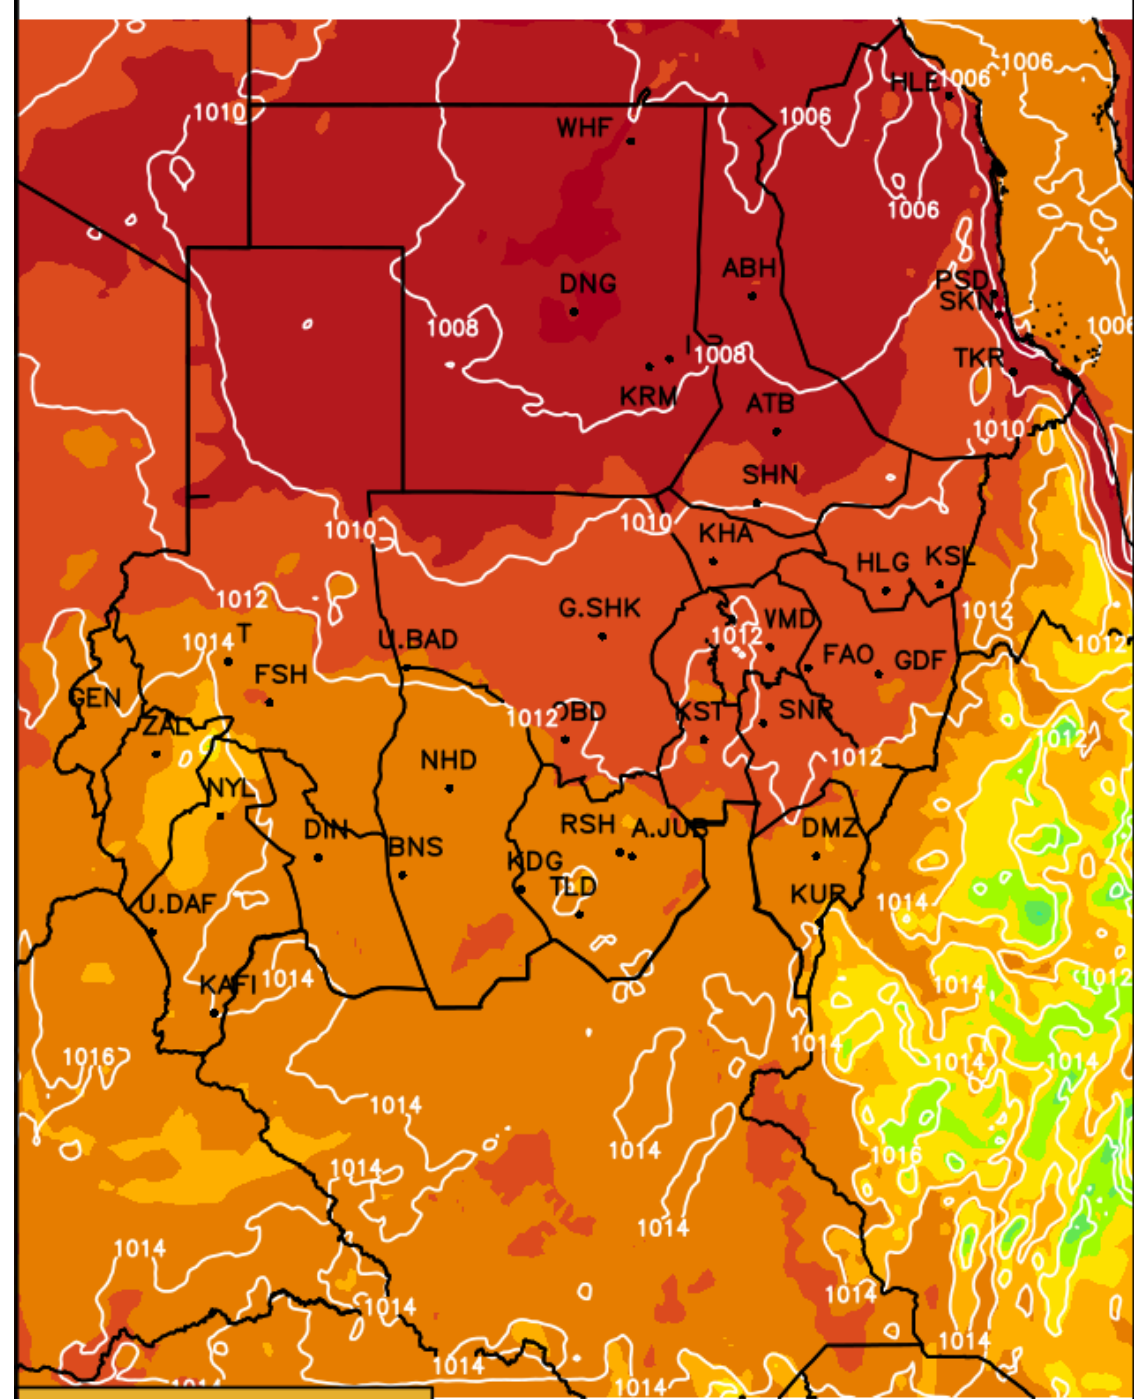 1006
HLF
1006
1010
1006
WHF
1006
ABH
DNG
PSD
SKN
1008
1006
1008
TKR
KRM
ATB
1010
SHN
1010
1010
KHA
HLG
KSL
1012
G.SHK
1012
VMD
1012
1014
T
U.BAD
1012
FAO
GDF
FSH
GEN
1012
OBD
KST
SNR
ZAL
1012
1012
NHD
NYL
DIN
RSH
A.JUB
DMZ
BNS
KDG
TLD
KUR
U.DAF
1014
KAFI
1014
1014
1012
1014
1016
1014
1014
1014
1014
1014
1016
1014
1014
1014
1014
1014
1014
1014
1014